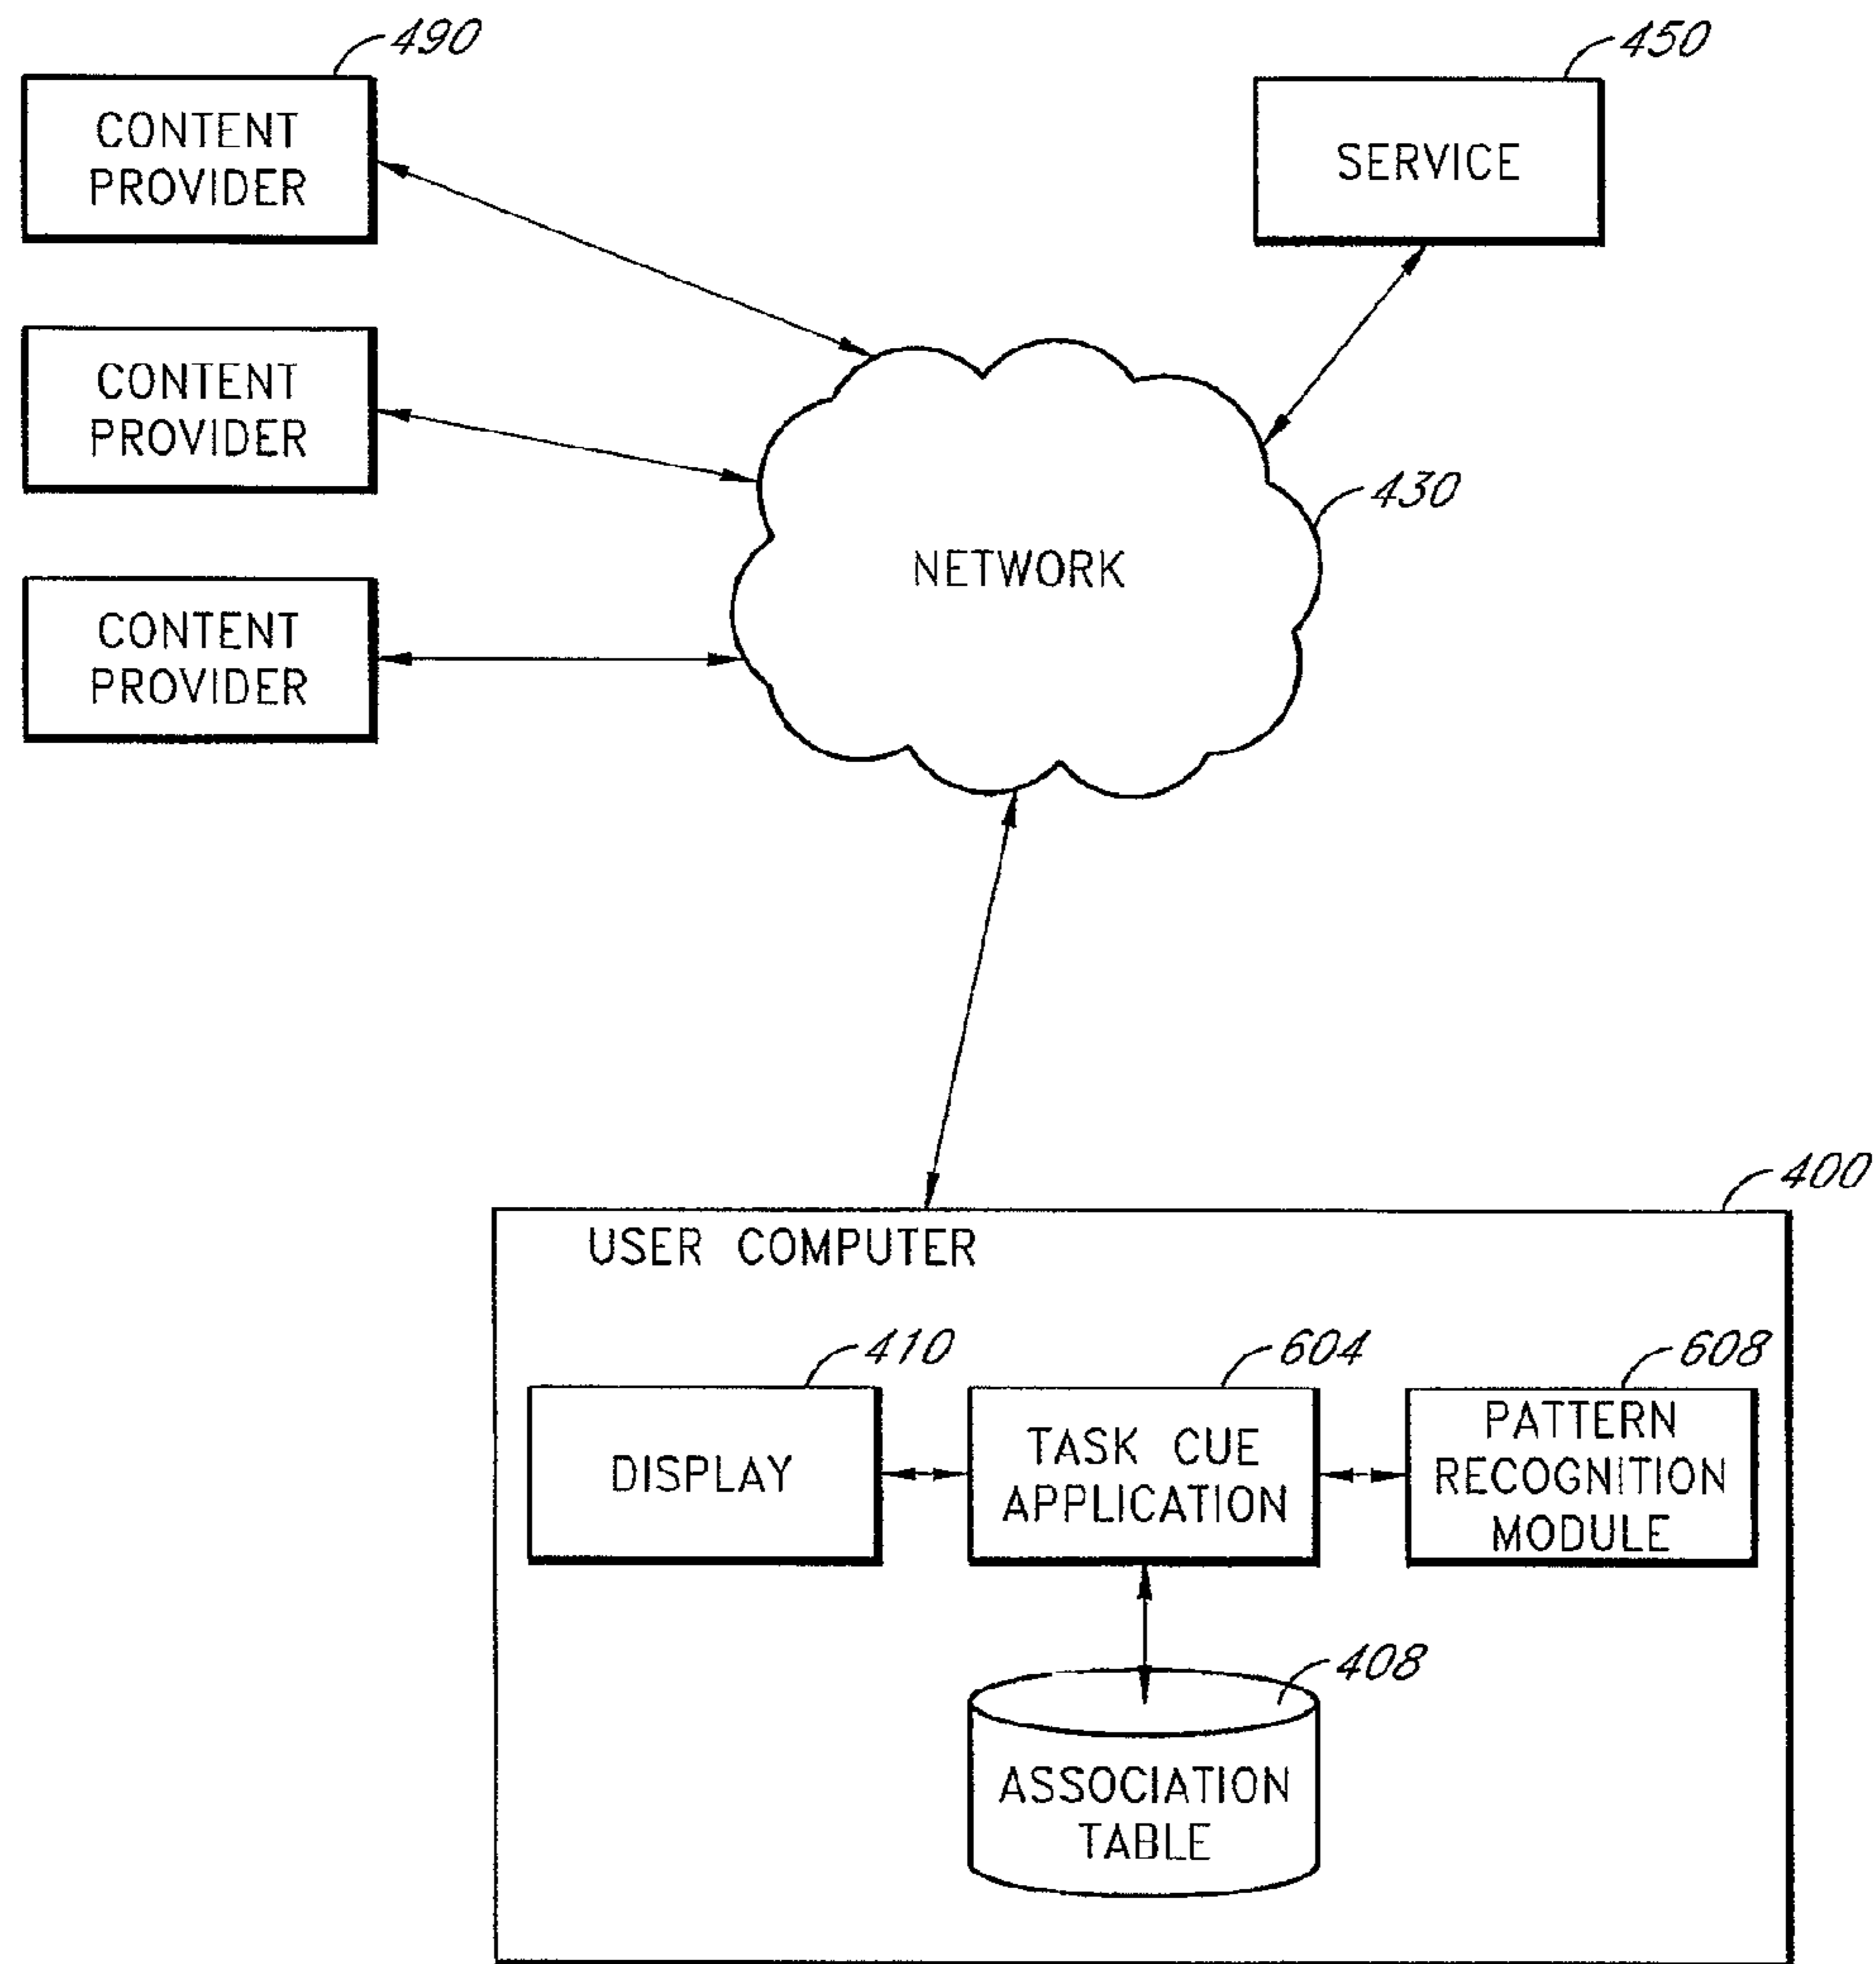 490
CONTENT
PROVIDER
450
SERVICE
CONTENT
PROVIDER
430
NETWORK
CONTENT
PROVIDER
400
USER COMPUTER
410
DISPLAY
604
TASK CUE
APPLICATION
608
PATTERN
RECOGNITION
MODULE
408
ASSOCIATION
TABLE